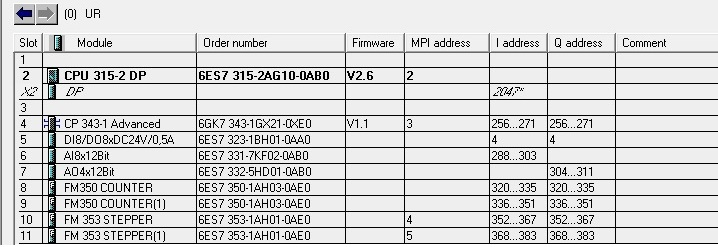 (0) UR
Slot Module Order number Firmware MPI address I address Q address Comment
1
2 CPU 315-2 DP 6ES7 315-2AG10-0AB0 V2.6 2
X2 DP 2047*
3
4 CP 343-1 Advanced 6GK7 343-1GX21-0XE0 V1.1 3 256...271 256...271
5 DI8/DO8xDC24V/0,5A 6ES7 323-1BH01-0AA0 4 4
6 AI8x12Bit 6ES7 331-7KF02-0AB0 288...303
7 AO4x12Bit 6ES7 332-5HD01-0AB0 304...311
8 FM350 COUNTER 6ES7 350-1AH03-0AE0 320...335 320...335
9 FM350 COUNTER(1) 6ES7 350-1AH03-0AE0 336...351 336...351
10 FM 353 STEPPER 6ES7 353-1AH01-0AE0 4 352...367 352...367
11 FM 353 STEPPER(1) 6ES7 353-1AH01-0AE0 5 368...383 368...383